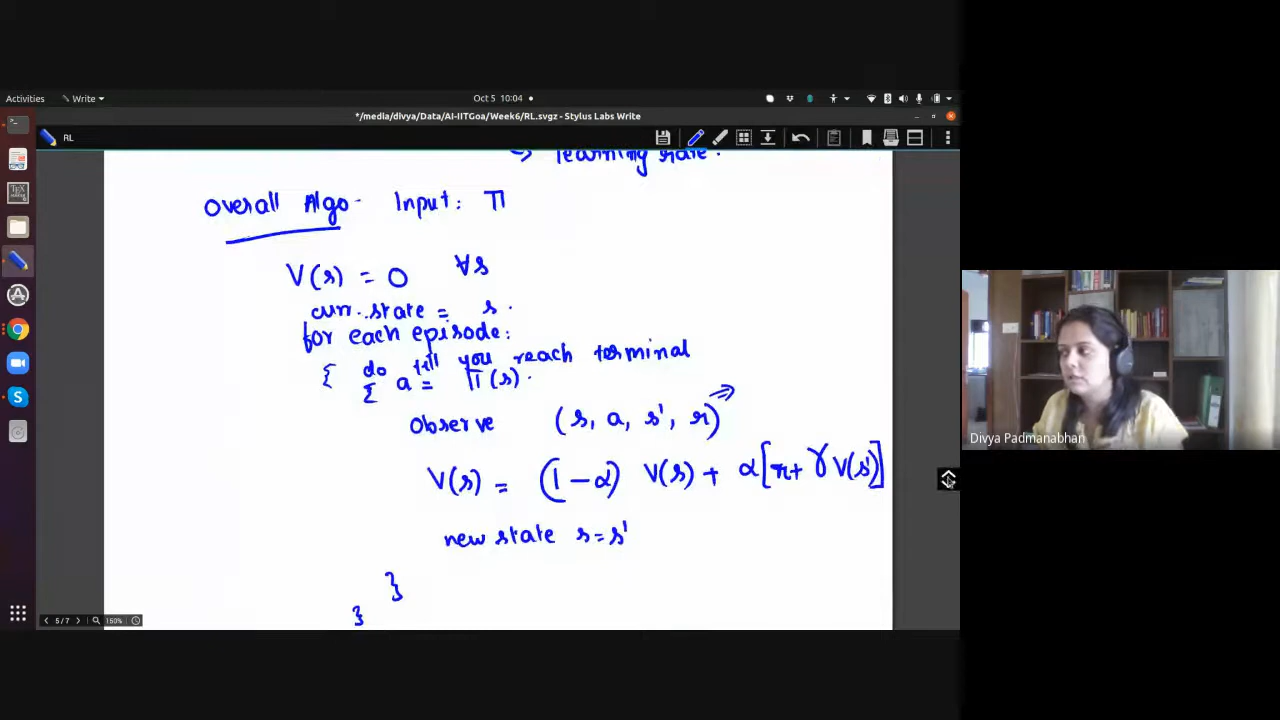 Activities Write Oct 5 10:04
*/media/divya/Data/AI-IITGoa/Week6/RL.svgz - Stylus Labs Write
RL
learning rate.
Overall Algo - Input: π
V(s) = 0 ∀s
curr. state = s.
for each episode:
{ do till you reach terminal
{ a = π(s).
Observe (s, a, s', r) ⇒
V(s) = (1-α) V(s) + α[r+ γ V(s')]
new state s = s'
}
}
5/7 150%
Divya Padmanabhan